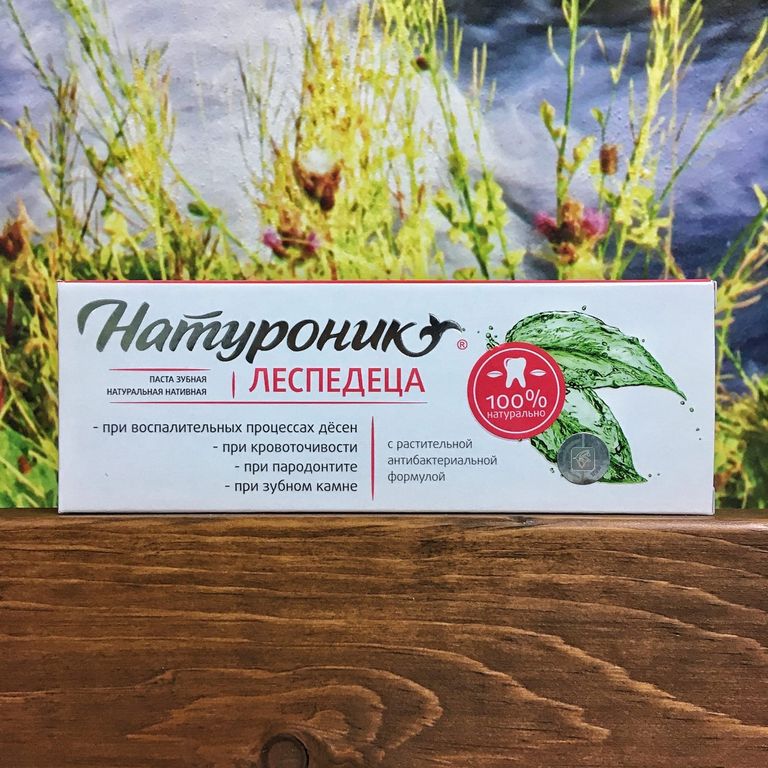 Натуроник®
ПАСТА ЗУБНАЯ
НАТУРАЛЬНАЯ НАТИВНАЯ
ЛЕСПЕДЕЦА
- при воспалительных процессах дёсен
- при кровоточивости
- при пародонтите
- при зубном камне
с растительной
антибактериальной
формулой
100%
натурально